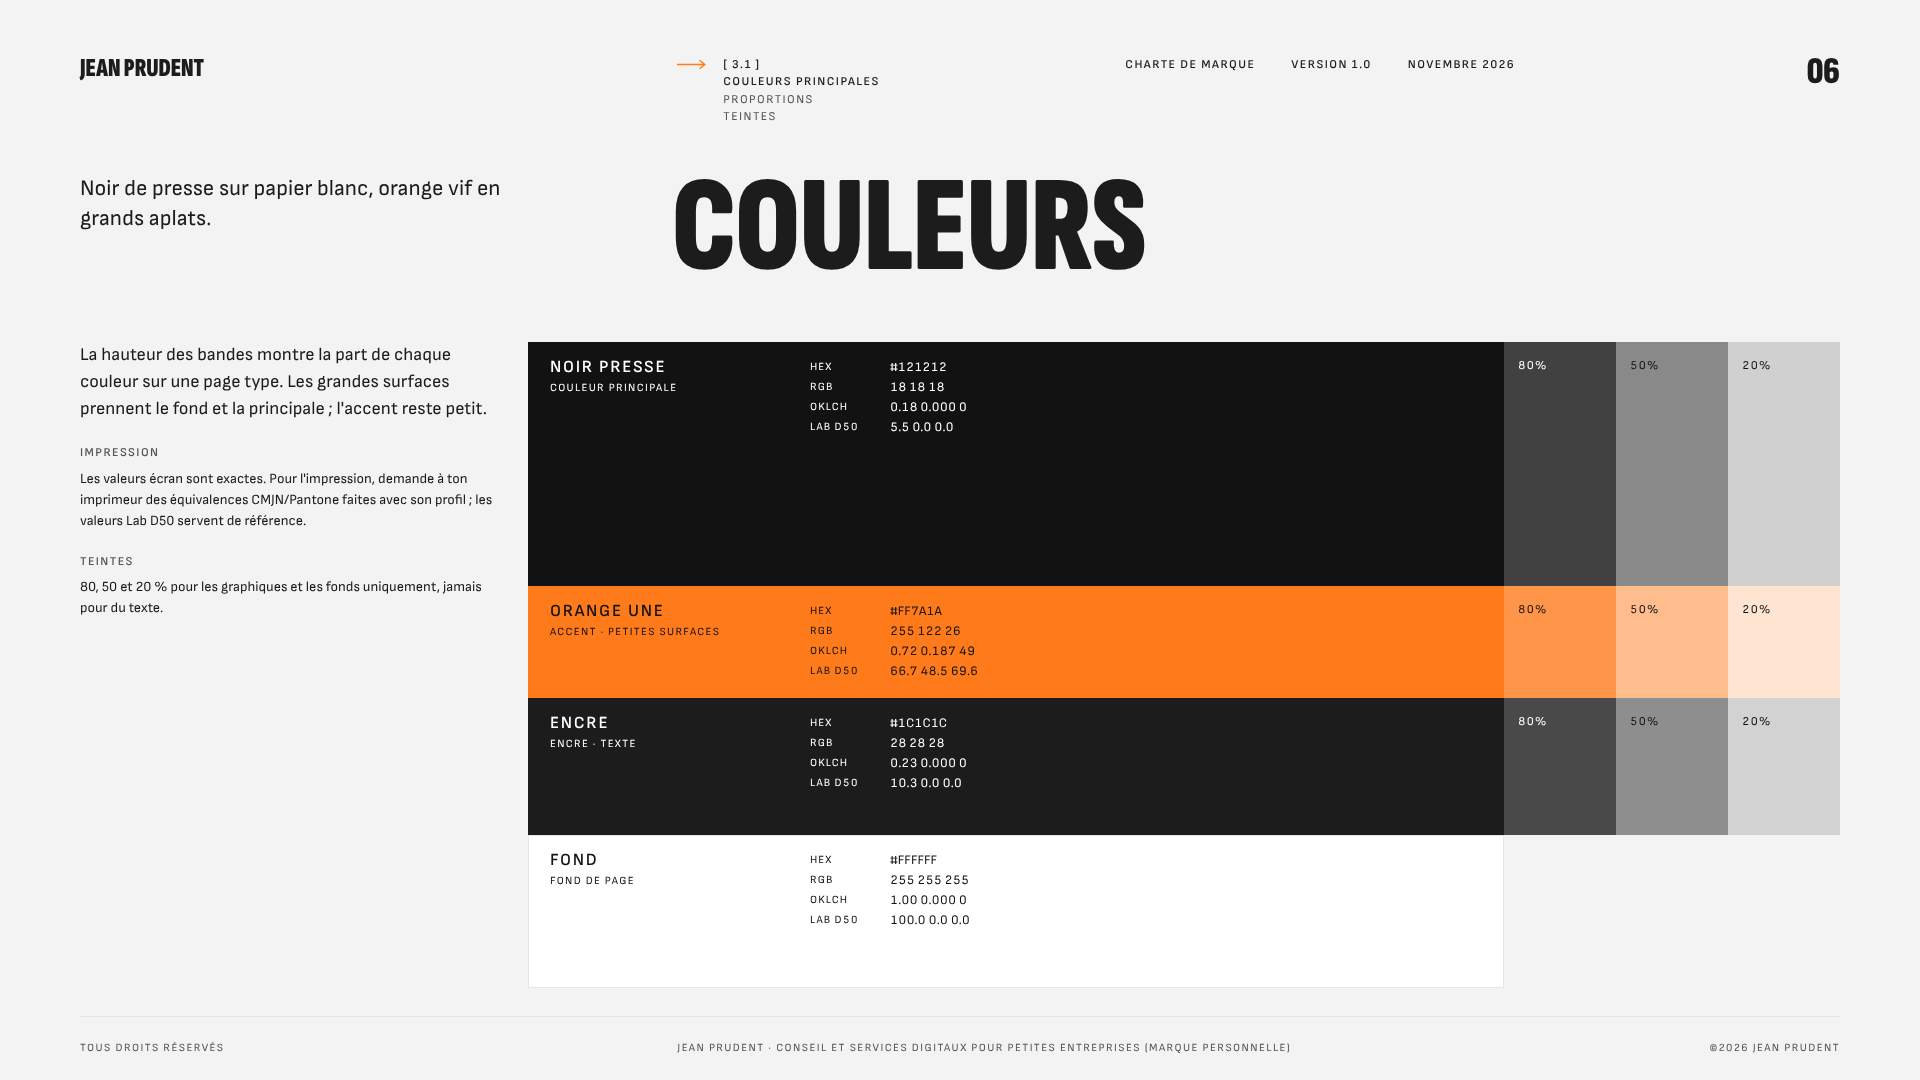 JEAN PRUDENT
[ 3.1 ]
COULEURS PRINCIPALES
PROPORTIONS
TEINTES
CHARTE DE MARQUE
VERSION 1.0
NOVEMBRE 2026
06
Noir de presse sur papier blanc, orange vif en
grands aplats.
COULEURS
La hauteur des bandes montre la part de chaque
couleur sur une page type. Les grandes surfaces
prennent le fond et la principale ; l'accent reste petit.
IMPRESSION
Les valeurs écran sont exactes. Pour l'impression, demande à ton
imprimeur des équivalences CMJN/Pantone faites avec son profil ; les
valeurs Lab D50 servent de référence.
TEINTES
80, 50 et 20 % pour les graphiques et les fonds uniquement, jamais
pour du texte.
NOIR PRESSE
COULEUR PRINCIPALE
HEX #121212
RGB 18 18 18
OKLCH 0.18 0.000 0
LAB D50 5.5 0.0 0.0
80%
50%
20%
ORANGE UNE
ACCENT · PETITES SURFACES
HEX #FF7A1A
RGB 255 122 26
OKLCH 0.72 0.187 49
LAB D50 66.7 48.5 69.6
80%
50%
20%
ENCRE
ENCRE · TEXTE
HEX #1C1C1C
RGB 28 28 28
OKLCH 0.23 0.000 0
LAB D50 10.3 0.0 0.0
80%
50%
20%
FOND
FOND DE PAGE
HEX #FFFFFF
RGB 255 255 255
OKLCH 1.00 0.000 0
LAB D50 100.0 0.0 0.0
TOUS DROITS RÉSERVÉS
JEAN PRUDENT · CONSEIL ET SERVICES DIGITAUX POUR PETITES ENTREPRISES (MARQUE PERSONNELLE)
©2026 JEAN PRUDENT